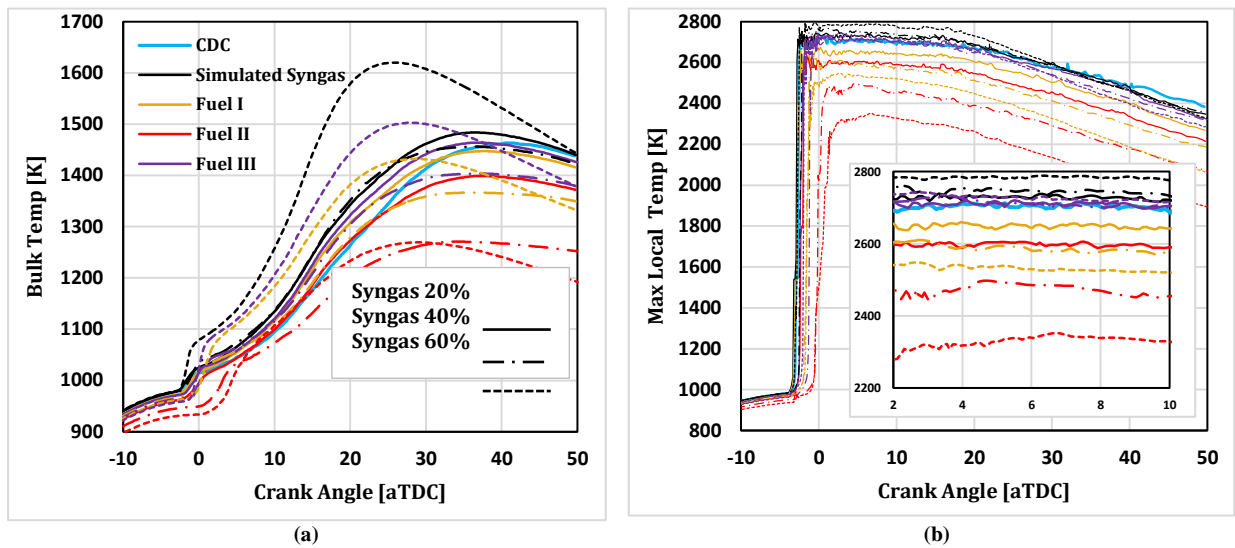 (a)
1700
1600
1500
1400
1300
1200
1100
1000
900
Bulk Temp [K]
CDC
Simulated Syngas
Fuel I
Fuel II
Fuel III
Syngas 20%
Syngas 40%
Syngas 60%
-10 0 10 20 30 40 50
Crank Angle [aTDC]
(a)
(b)
2800
2600
2400
2200
2000
1800
1600
1400
1200
1000
800
Max Local Temp [K]
2800
2600
2400
2200
2 4 6 8 10
-10 0 10 20 30 40 50
Crank Angle [aTDC]
(b)